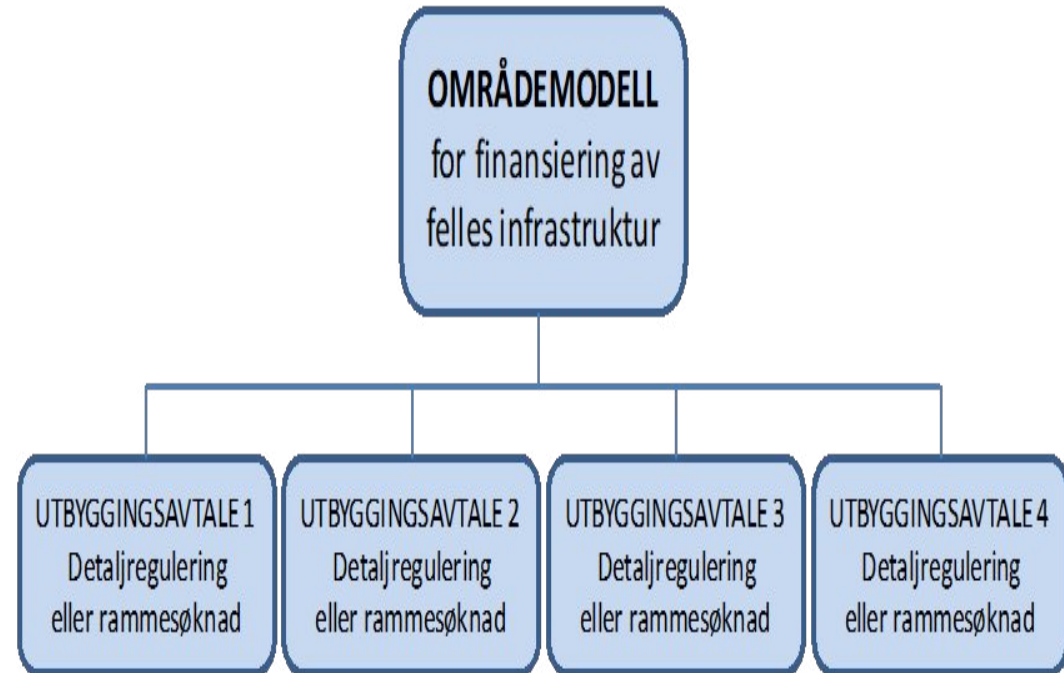 OMRÅDEMODELL
for finansiering av
felles infrastruktur
UTBYGGINGSAVTALE 1
Detaljregulering
eller rammesøknad
UTBYGGINGSAVTALE 2
Detaljregulering
eller rammesøknad
UTBYGGINGSAVTALE 3
Detaljregulering
eller rammesøknad
UTBYGGINGSAVTALE 4
Detaljregulering
eller rammesøknad